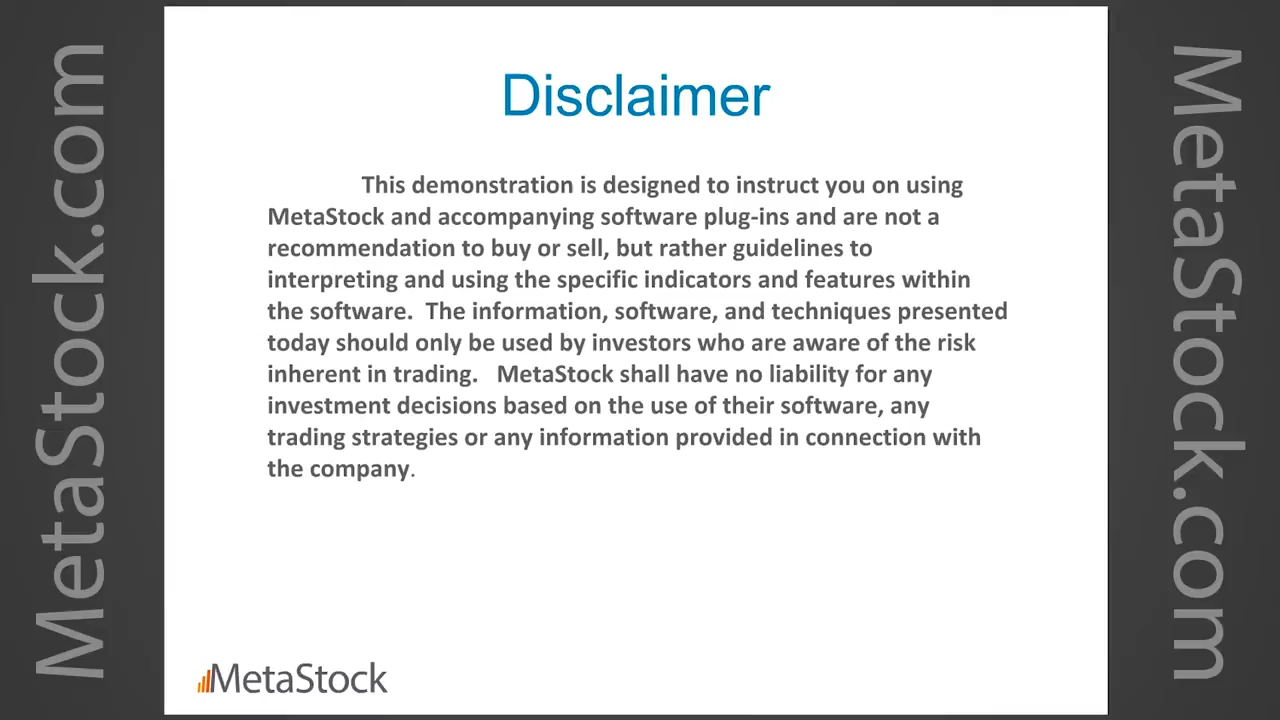 MetaStock.com
Disclaimer
This demonstration is designed to instruct you on using
MetaStock and accompanying software plug-ins and are not a
recommendation to buy or sell, but rather guidelines to
interpreting and using the specific indicators and features within
the software.  The information, software, and techniques presented
today should only be used by investors who are aware of the risk
inherent in trading.   MetaStock shall have no liability for any
investment decisions based on the use of their software, any
trading strategies or any information provided in connection with
the company.
MetaStock
MetaStock.com